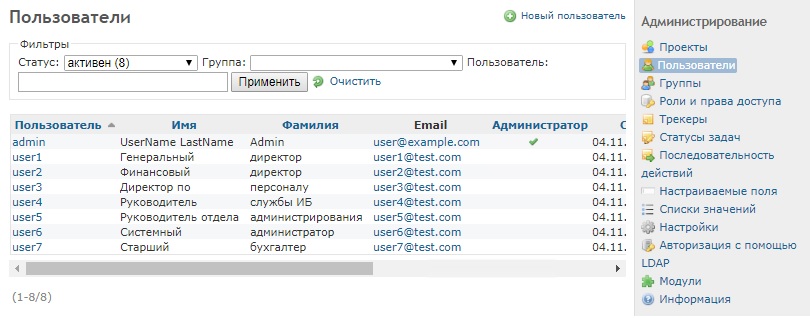 Пользователи
Новый пользователь
Фильтры
Статус: активен (8) Группа: Пользователь:
Применить Очистить
Пользователь Имя Фамилия Email Администратор С
admin UserName LastName Admin user@example.com 04.11.
user1 Генеральный директор user1@test.com 04.11.
user2 Финансовый директор user2@test.com 04.11.
user3 Директор по персоналу user3@test.com 04.11.
user4 Руководитель службы ИБ user4@test.com 04.11.
user5 Руководитель отдела администрирования user5@test.com 04.11.
user6 Системный администратор user6@test.com 04.11.
user7 Старший бухгалтер user7@test.com 04.11.
(1-8/8)
Администрирование
Проекты
Пользователи
Группы
Роли и права доступа
Трекеры
Статусы задач
Последовательность
действий
Настраиваемые поля
Списки значений
Настройки
Авторизация с помощью
LDAP
Модули
Информация